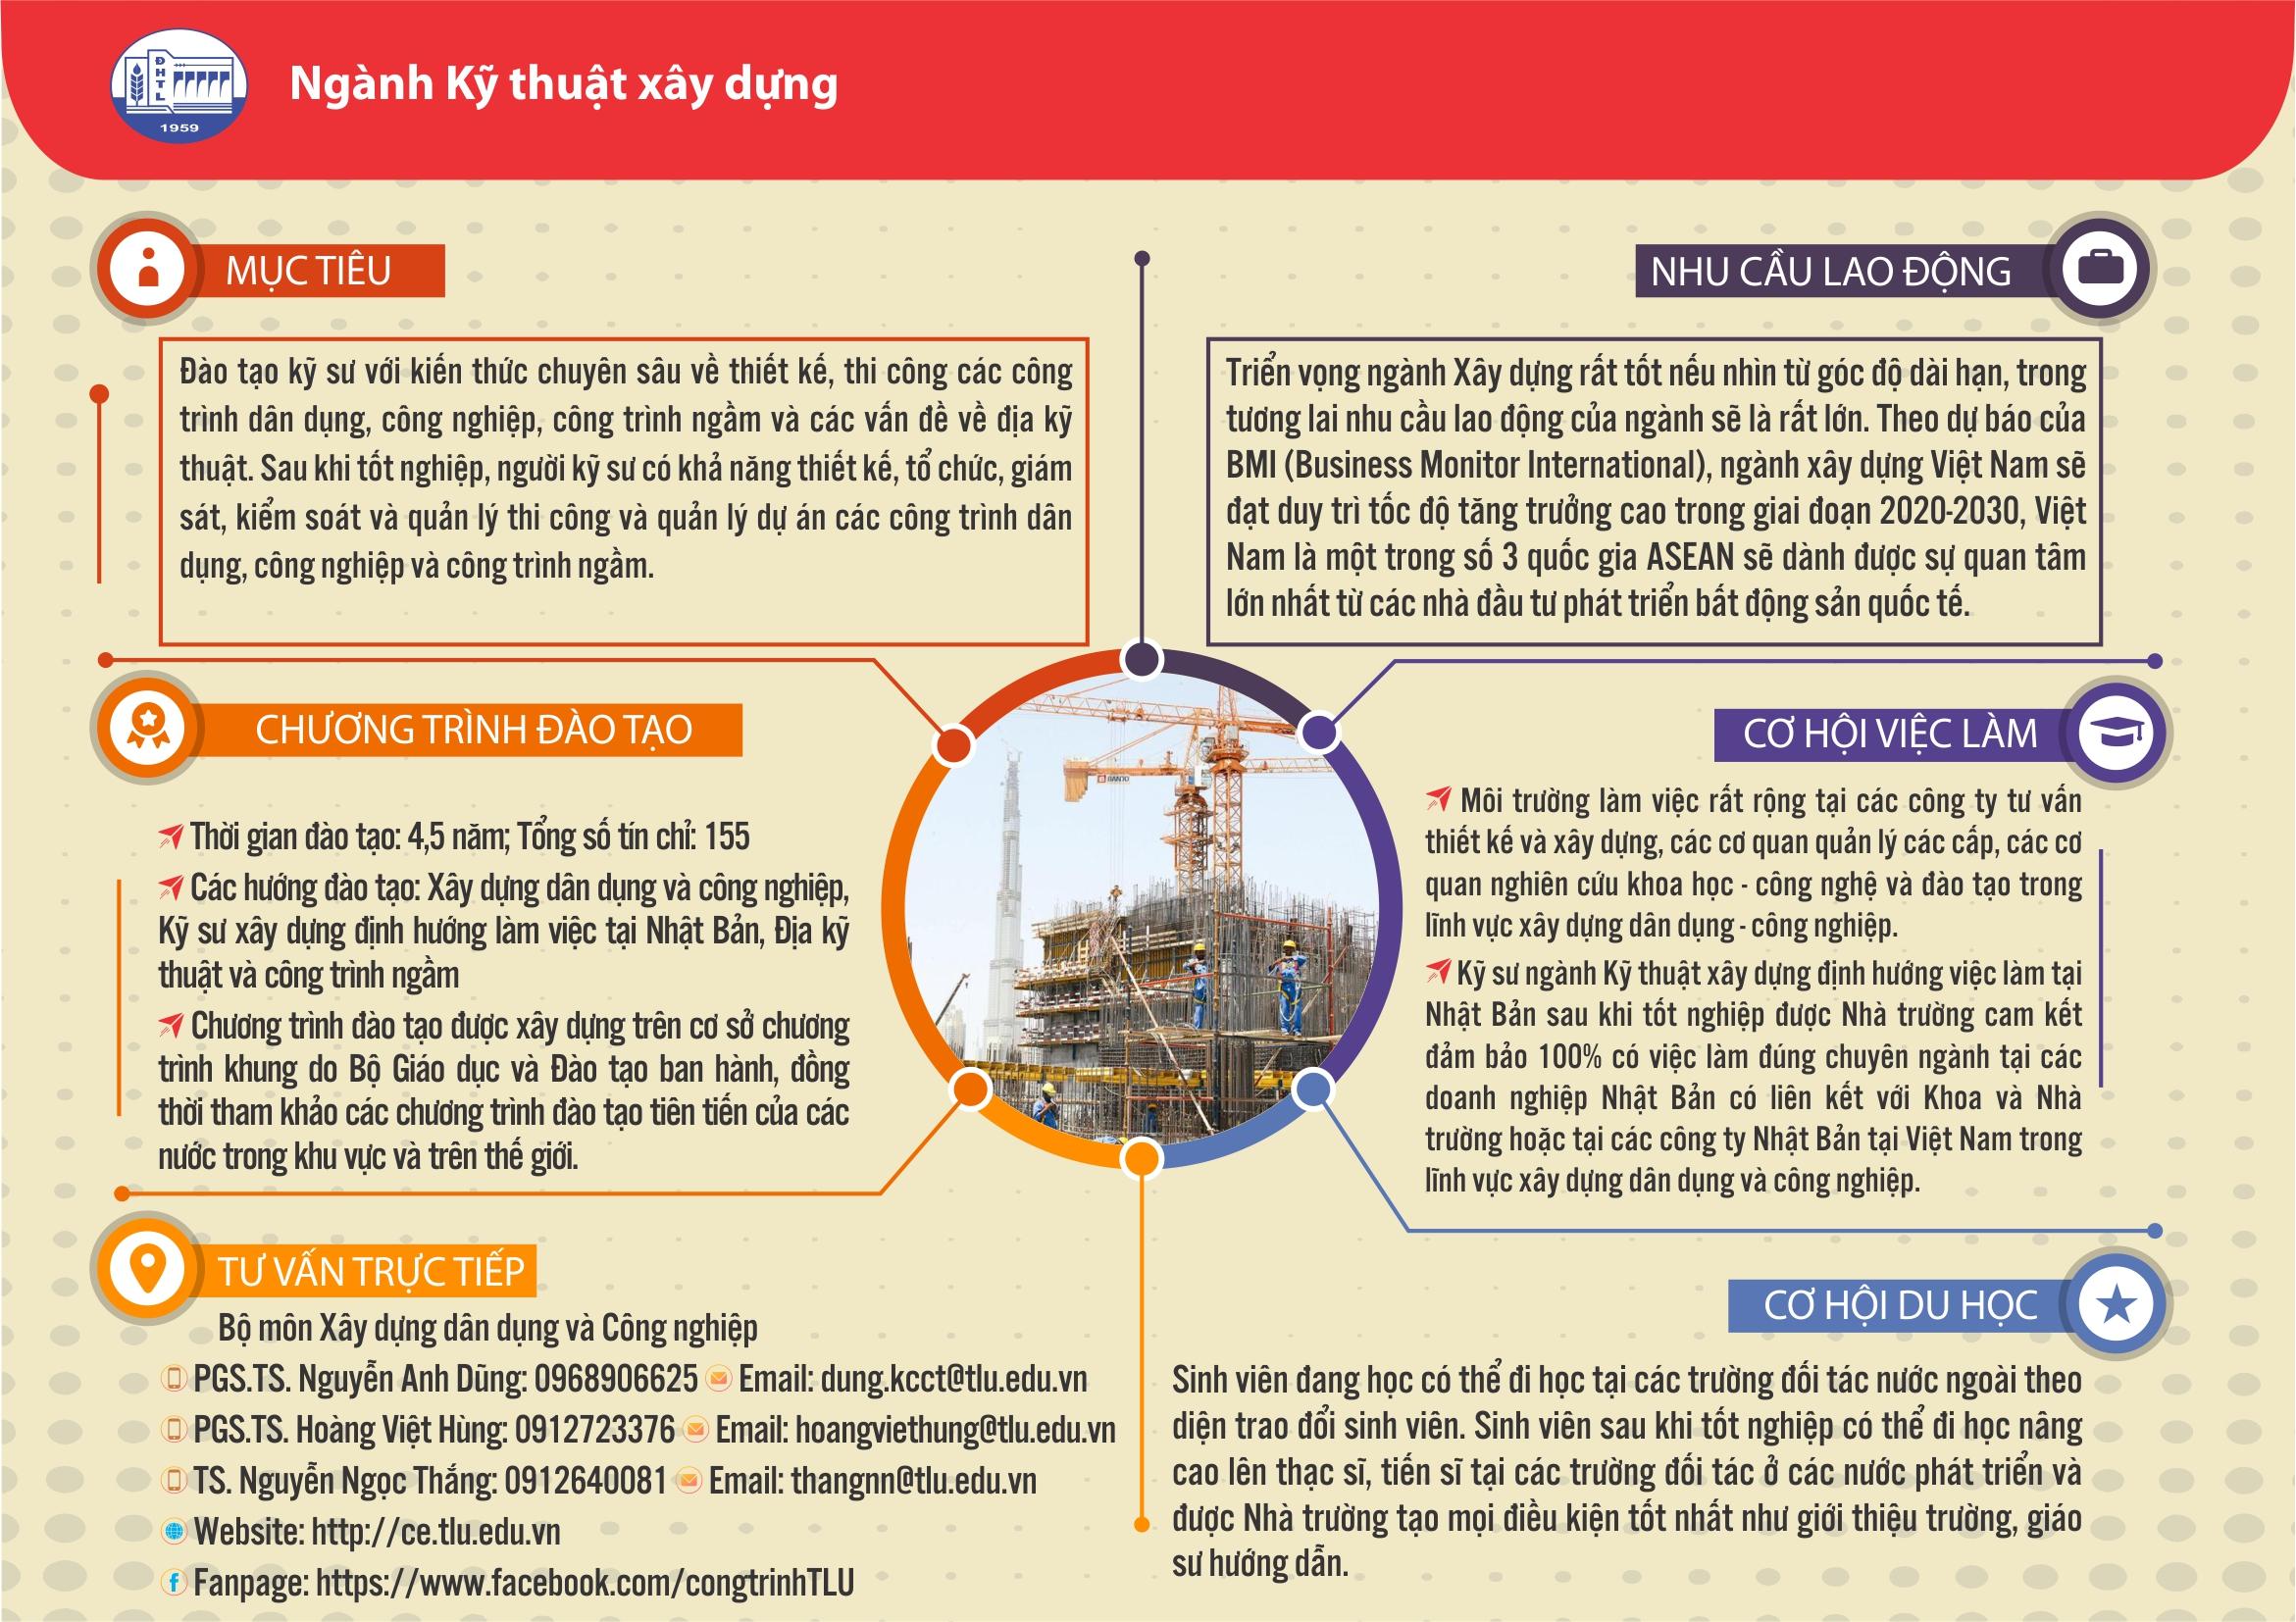 ĐHTL
1959
Ngành Kỹ thuật xây dựng
MỤC TIÊU
Đào tạo kỹ sư với kiến thức chuyên sâu về thiết kế, thi công các công
trình dân dụng, công nghiệp, công trình ngầm và các vấn đề về địa kỹ
thuật. Sau khi tốt nghiệp, người kỹ sư có khả năng thiết kế, tổ chức, giám
sát, kiểm soát và quản lý thi công và quản lý dự án các công trình dân
dụng, công nghiệp và công trình ngầm.
NHU CẦU LAO ĐỘNG
Triển vọng ngành Xây dựng rất tốt nếu nhìn từ góc độ dài hạn, trong
tương lai nhu cầu lao động của ngành sẽ là rất lớn. Theo dự báo của
BMI (Business Monitor International), ngành xây dựng Việt Nam sẽ
đạt duy trì tốc độ tăng trưởng cao trong giai đoạn 2020-2030, Việt
Nam là một trong số 3 quốc gia ASEAN sẽ dành được sự quan tâm
lớn nhất từ các nhà đầu tư phát triển bất động sản quốc tế.
CHƯƠNG TRÌNH ĐÀO TẠO
Thời gian đào tạo: 4,5 năm; Tổng số tín chỉ: 155
Các hướng đào tạo: Xây dựng dân dụng và công nghiệp,
Kỹ sư xây dựng định hướng làm việc tại Nhật Bản, Địa kỹ
thuật và công trình ngầm
Chương trình đào tạo được xây dựng trên cơ sở chương
trình khung do Bộ Giáo dục và Đào tạo ban hành, đồng
thời tham khảo các chương trình đào tạo tiên tiến của các
nước trong khu vực và trên thế giới.
CƠ HỘI VIỆC LÀM
Môi trường làm việc rất rộng tại các công ty tư vấn
thiết kế và xây dựng, các cơ quan quản lý các cấp, các cơ
quan nghiên cứu khoa học - công nghệ và đào tạo trong
lĩnh vực xây dựng dân dụng - công nghiệp.
Kỹ sư ngành Kỹ thuật xây dựng định hướng việc làm tại
Nhật Bản sau khi tốt nghiệp được Nhà trường cam kết
đảm bảo 100% có việc làm đúng chuyên ngành tại các
doanh nghiệp Nhật Bản có liên kết với Khoa và Nhà
trường hoặc tại các công ty Nhật Bản tại Việt Nam trong
lĩnh vực xây dựng dân dụng và công nghiệp.
TƯ VẤN TRỰC TIẾP
Bộ môn Xây dựng dân dụng và Công nghiệp
PGS.TS. Nguyễn Anh Dũng: 0968906625 Email: dung.kcct@tlu.edu.vn
PGS.TS. Hoàng Việt Hùng: 0912723376 Email: hoangviethung@tlu.edu.vn
TS. Nguyễn Ngọc Thắng: 0912640081 Email: thangnn@tlu.edu.vn
Website: http://ce.tlu.edu.vn
Fanpage: https://www.facebook.com/congtrinhTLU
CƠ HỘI DU HỌC
Sinh viên đang học có thể đi học tại các trường đối tác nước ngoài theo
diện trao đổi sinh viên. Sinh viên sau khi tốt nghiệp có thể đi học nâng
cao lên thạc sĩ, tiến sĩ tại các trường đối tác ở các nước phát triển và
được Nhà trường tạo mọi điều kiện tốt nhất như giới thiệu trường, giáo
sư hướng dẫn.